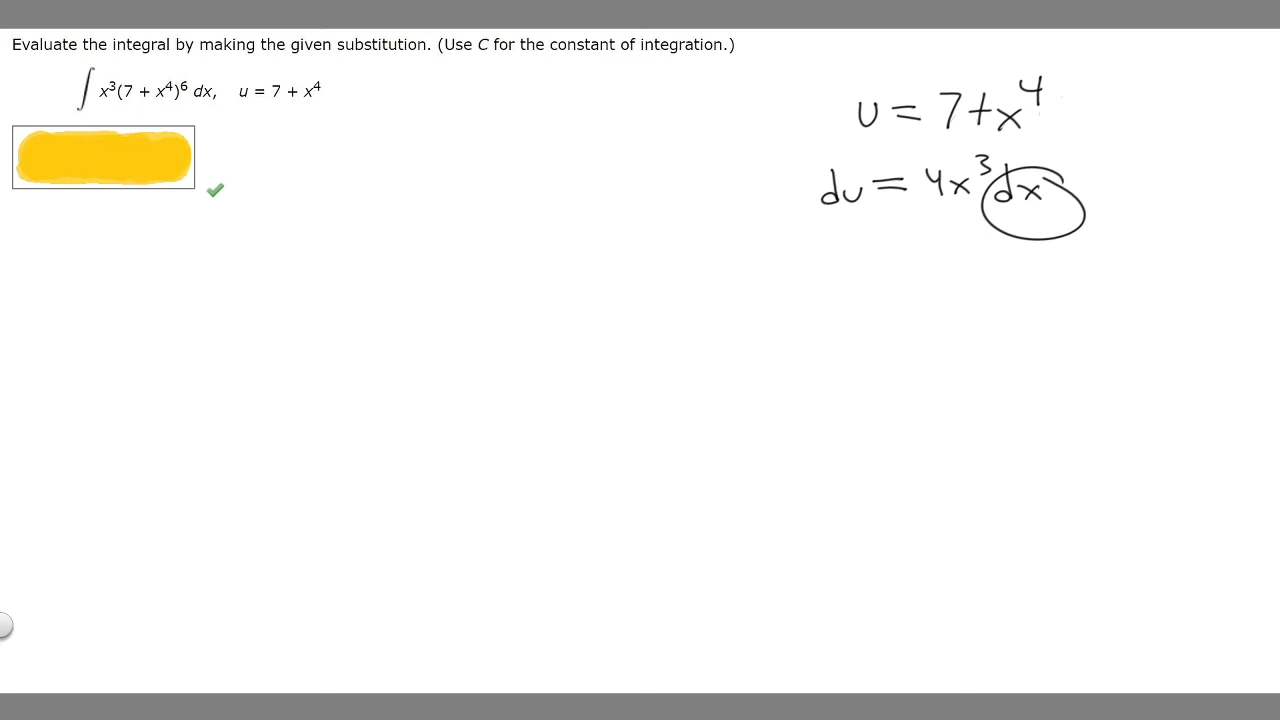 Evaluate the integral by making the given substitution. (Use C for the constant of integration.)
∫ x³(7 + x⁴)⁶ dx, u = 7 + x⁴
u = 7+x⁴
du = 4x³dx